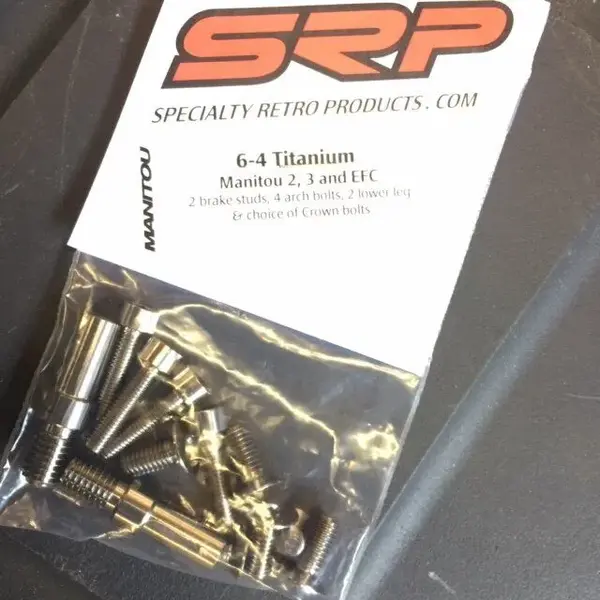 SRP
SPECIALTY RETRO PRODUCTS.COM
MANITOU
6-4 Titanium
Manitou 2, 3 and EFC
2 brake studs, 4 arch bolts, 2 lower leg
& choice of Crown bolts